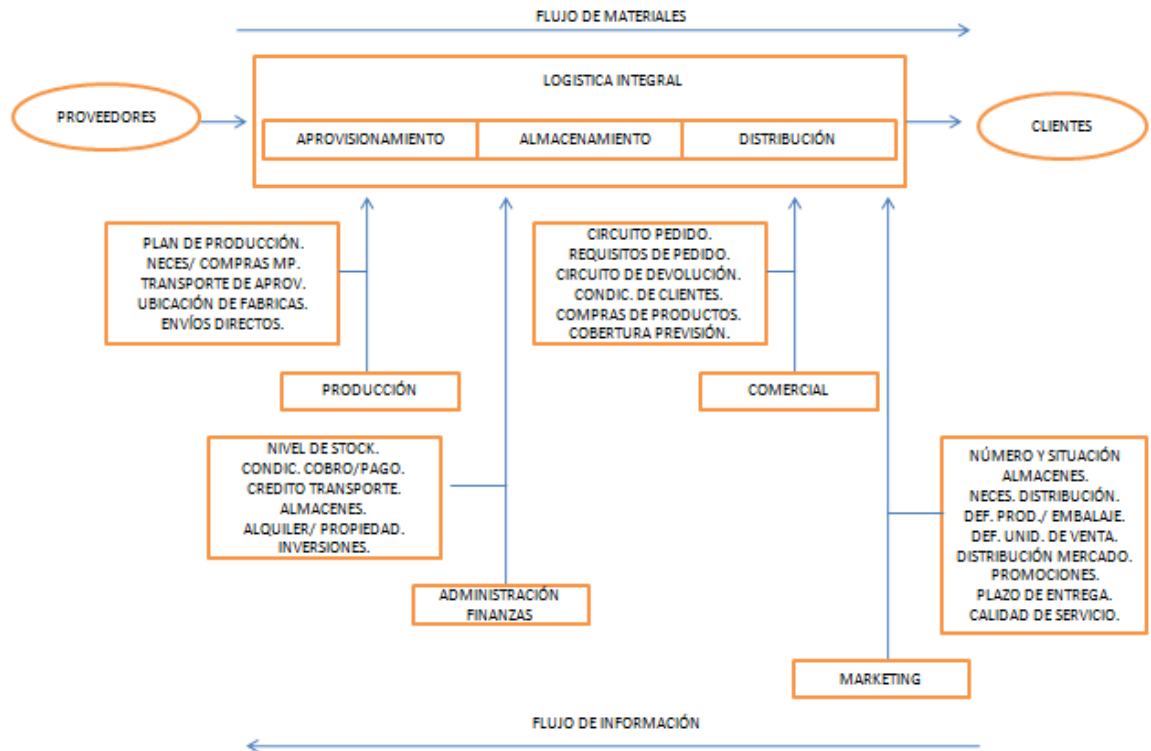 FLUJO DE MATERIALES
LOGISTICA INTEGRAL
PROVEEDORES
CLIENTES
APROVISIONAMIENTO
ALMACENAMIENTO
DISTRIBUCIÓN
PLAN DE PRODUCCIÓN.
NECES/ COMPRAS MP.
TRANSPORTE DE APROV.
UBICACIÓN DE FABRICAS.
ENVÍOS DIRECTOS.
CIRCUITO PEDIDO.
REQUISITOS DE PEDIDO.
CIRCUITO DE DEVOLUCIÓN.
CONDIC. DE CLIENTES.
COMPRAS DE PRODUCTOS.
COBERTURA PREVISIÓN.
PRODUCCIÓN
COMERCIAL
NIVEL DE STOCK.
CONDIC. COBRO/PAGO.
CREDITO TRANSPORTE.
ALMACENES.
ALQUILER/ PROPIEDAD.
INVERSIONES.
NÚMERO Y SITUACIÓN
ALMACENES.
NECES. DISTRIBUCIÓN.
DEF. PROD./ EMBALAJE.
DEF. UNID. DE VENTA.
DISTRIBUCIÓN MERCADO.
PROMOCIONES.
PLAZO DE ENTREGA.
CALIDAD DE SERVICIO.
ADMINISTRACIÓN
FINANZAS
MARKETING
FLUJO DE INFORMACIÓN